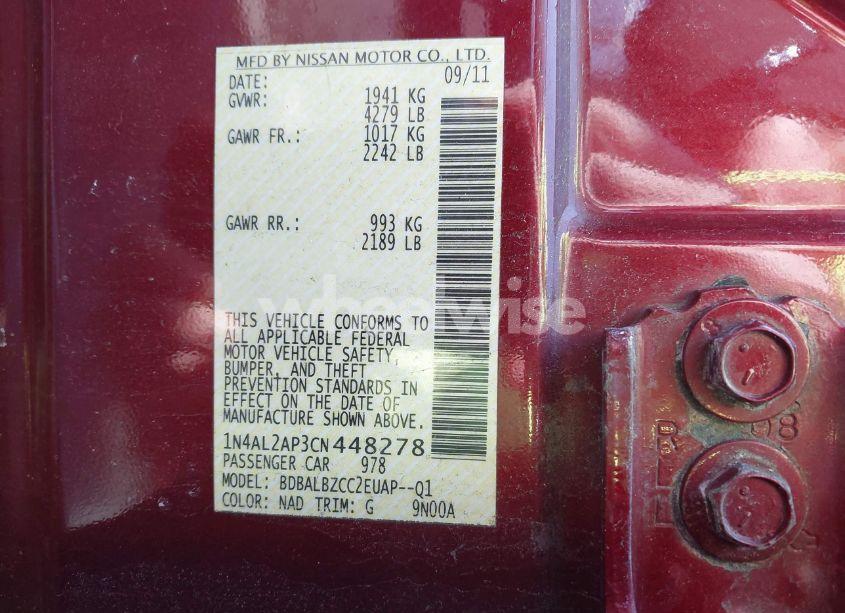 MFD BY NISSAN MOTOR CO., LTD.
DATE: 09/11
GVWR: 1941 KG
4279 LB
GAWR FR.: 1017 KG
2242 LB
GAWR RR.: 993 KG
2189 LB
wheelwise
THIS VEHICLE CONFORMS TO
ALL APPLICABLE FEDERAL
MOTOR VEHICLE SAFETY,
BUMPER, AND THEFT
PREVENTION STANDARDS IN
EFFECT ON THE DATE OF
MANUFACTURE SHOWN ABOVE.
1N4AL2AP3CN448278
PASSENGER CAR 978
MODEL: BDBALBZCC2EUAP--Q1
COLOR: NAD TRIM: G 9N00A